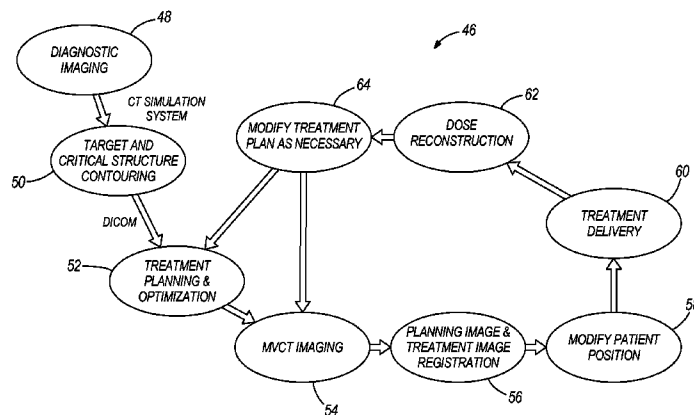 48
DIAGNOSTIC
IMAGING
46
CT SIMULATION
SYSTEM
64
62
MODIFY TREATMENT
PLAN AS NECESSARY
DOSE
RECONSTRUCTION
50
TARGET AND
CRITICAL STRUCTURE
CONTOURING
60
TREATMENT
DELIVERY
DICOM
52
TREATMENT
PLANNING &
OPTIMIZATION
MVCT IMAGING
54
PLANNING IMAGE &
TREATMENT IMAGE
REGISTRATION
56
MODIFY PATIENT
POSITION